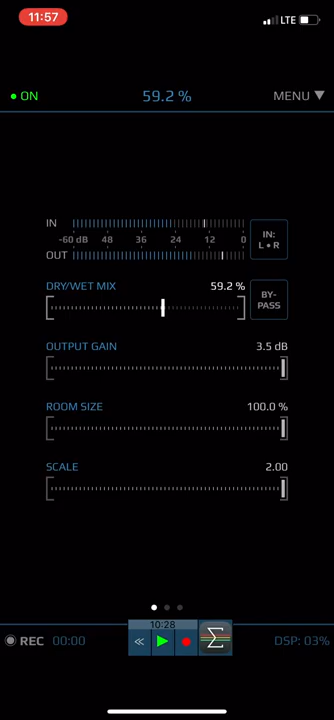 11:57
LTE
ON
59.2 %
MENU ▼
IN
-60 dB 48 36 24 12 0
OUT
IN:
L • R
DRY/WET MIX
59.2 %
BY-
PASS
OUTPUT GAIN
3.5 dB
ROOM SIZE
100.0 %
SCALE
2.00
REC 00:00
10:28
Σ
DSP: 03%